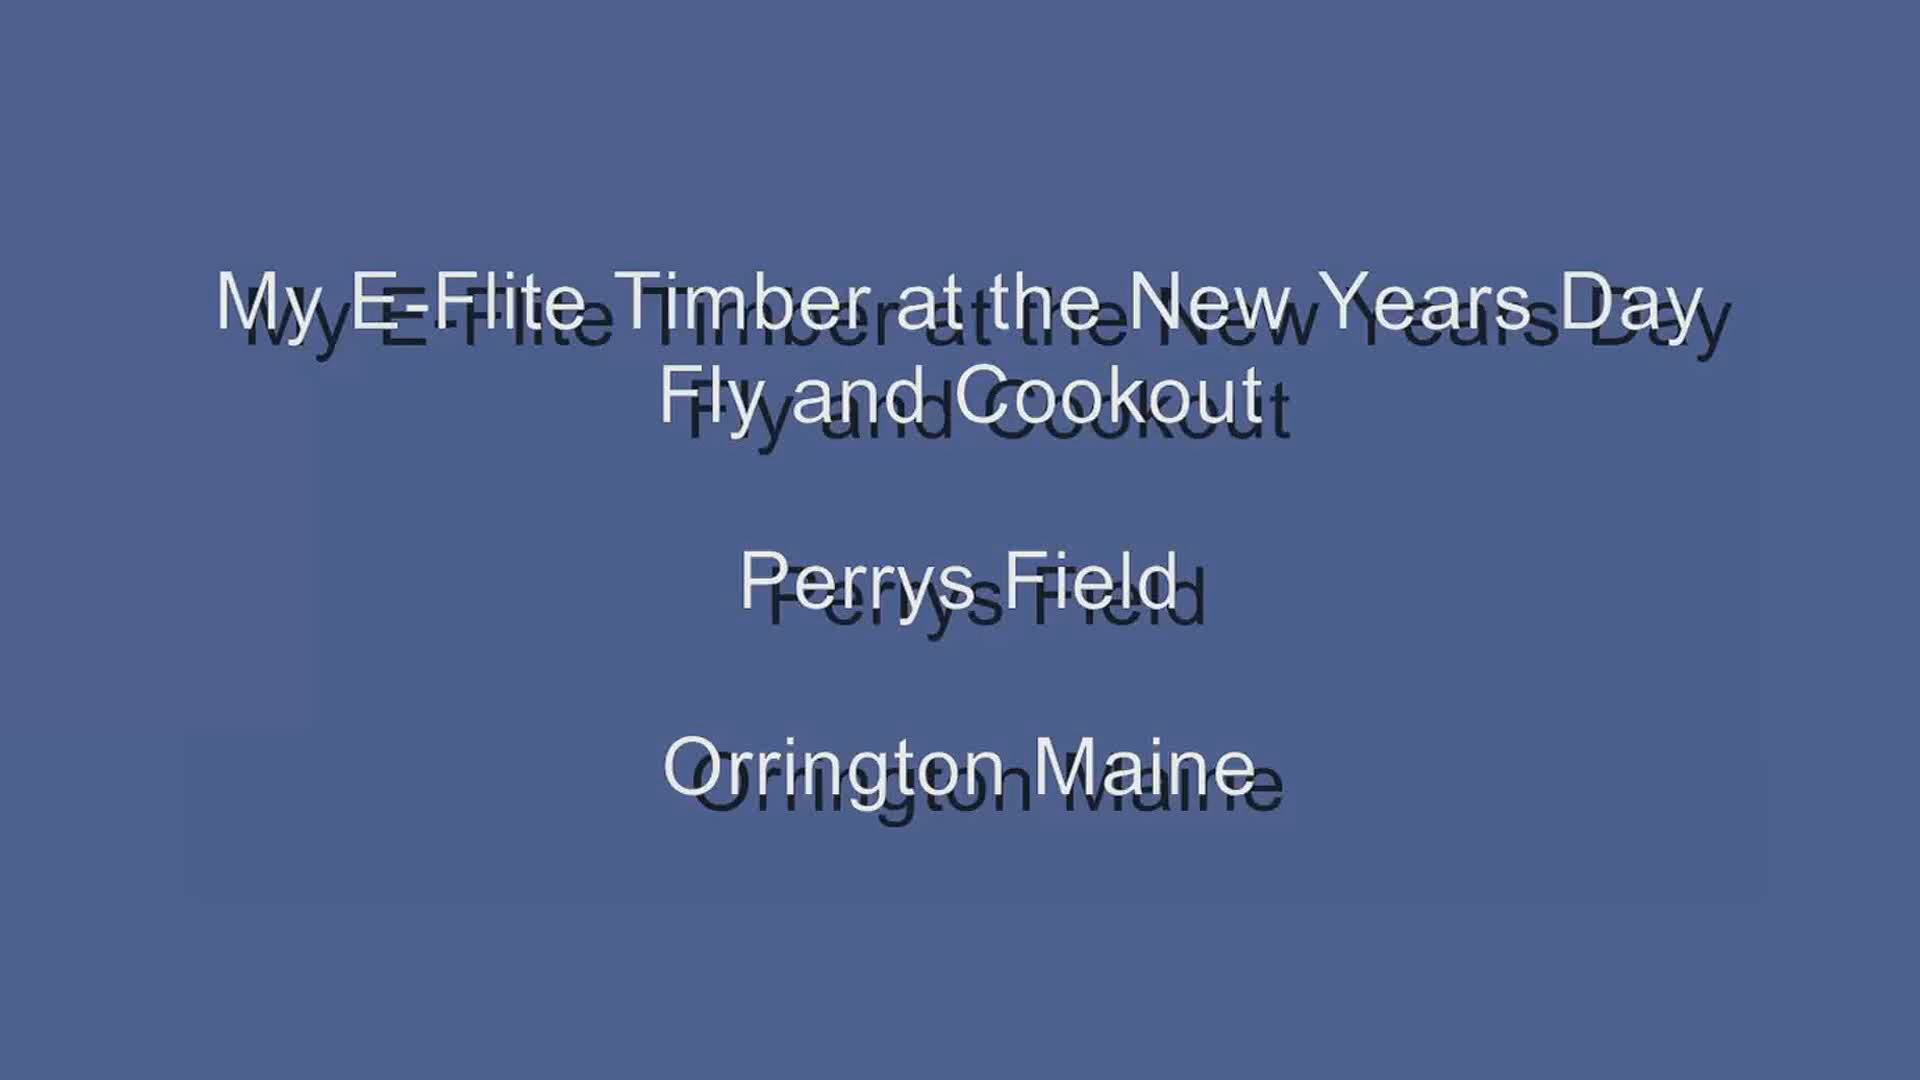 My E-Flite Timber at the New Years Day
Fly and Cookout
Perrys Field
Orrington Maine